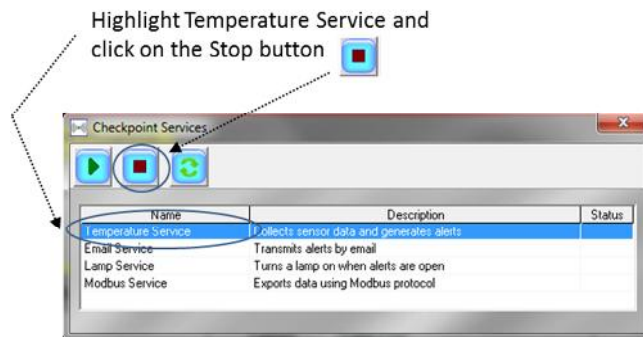 Highlight Temperature Service and
click on the Stop button
Checkpoint Services
Name Description Status
Temperature Service Collects sensor data and generates alerts
Email Service Transmits alerts by email
Lamp Service Turns a lamp on when alerts are open
Modbus Service Exports data using Modbus protocol